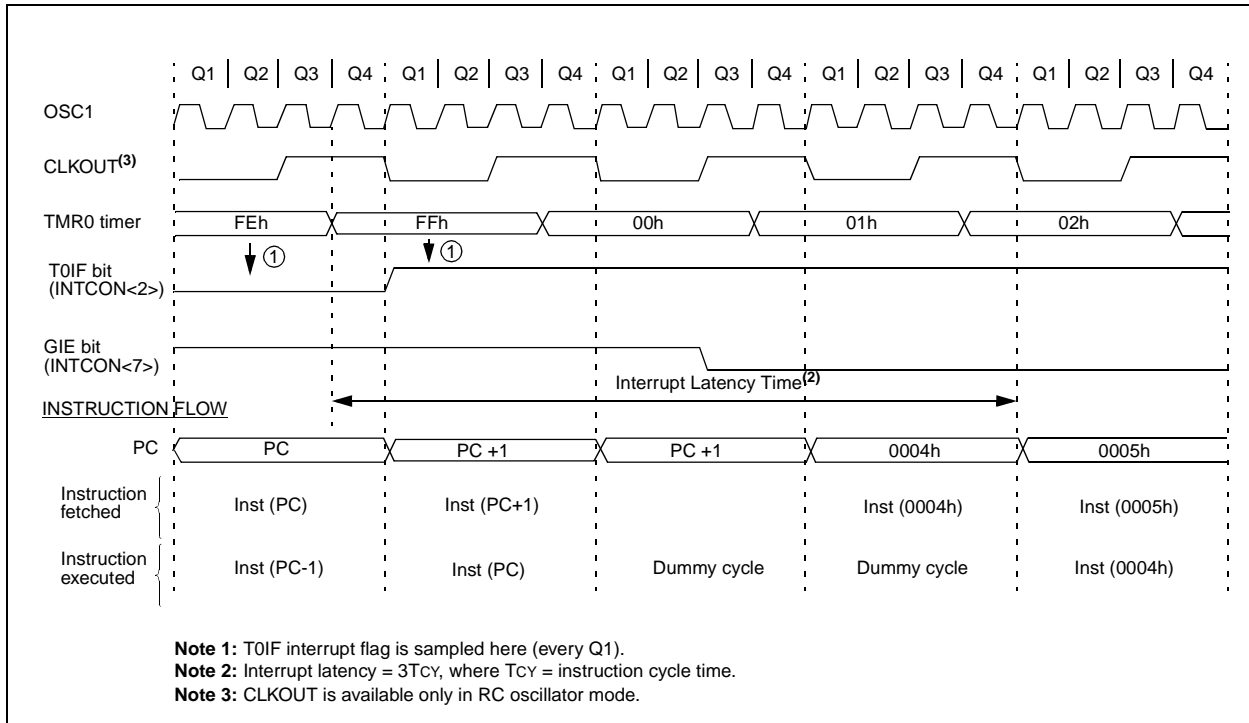 Q1 Q2 Q3 Q4 Q1 Q2 Q3 Q4 Q1 Q2 Q3 Q4 Q1 Q2 Q3 Q4 Q1 Q2 Q3 Q4
OSC1
CLKOUT(3)
TMR0 timer FEh FFh 00h 01h 02h
1 1
T0IF bit
(INTCON<2>)
GIE bit
(INTCON<7>)
Interrupt Latency Time(2)
INSTRUCTION FLOW
PC PC PC +1 PC +1 0004h 0005h
Instruction
fetched
Inst (PC) Inst (PC+1) Inst (0004h) Inst (0005h)
Instruction
executed
Inst (PC-1) Inst (PC) Dummy cycle Dummy cycle Inst (0004h)
Note 1: T0IF interrupt flag is sampled here (every Q1).
Note 2: Interrupt latency = 3TCY, where TCY = instruction cycle time.
Note 3: CLKOUT is available only in RC oscillator mode.